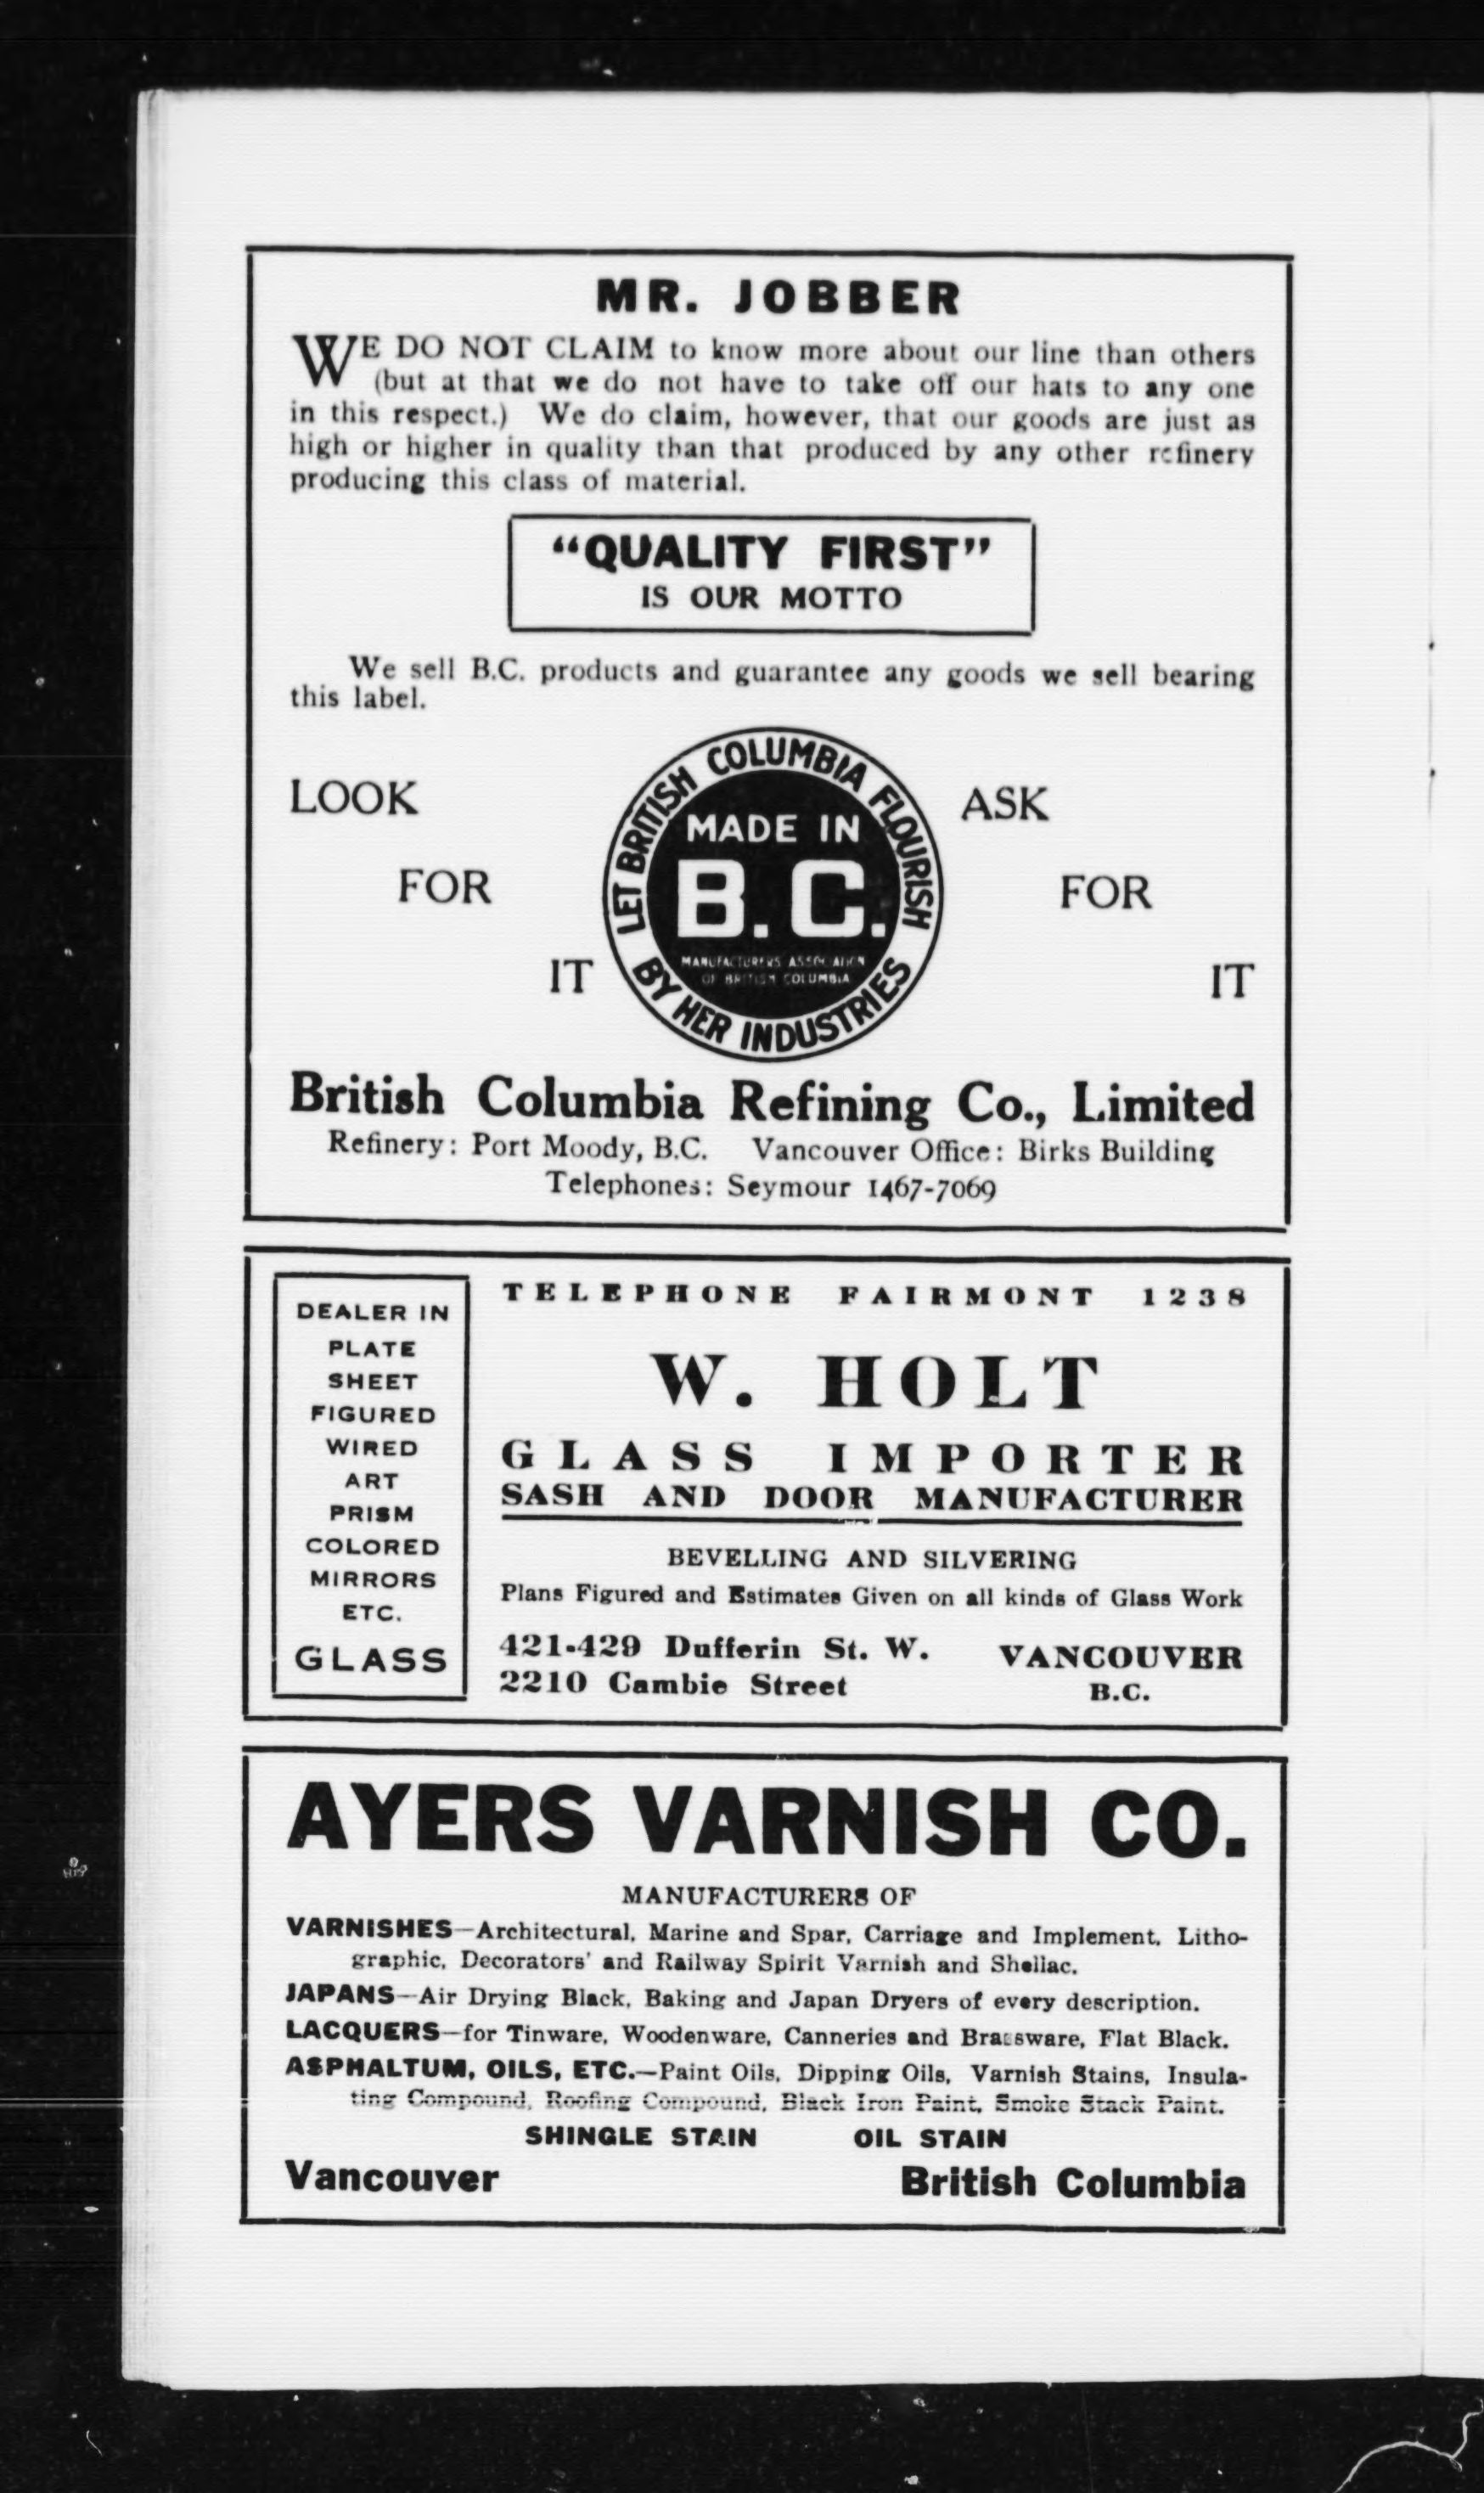 MR. JOBBER
WE DO NOT CLAIM to know more about our line than others
(but at that we do not have to take off our hats to any one
in this respect.) We do claim, however, that our goods are just as
high or higher in quality than that produced by any other refinery
producing this class of material.
"QUALITY FIRST"
IS OUR MOTTO
We sell B.C. products and guarantee any goods we sell bearing
this label.
LOOK
FOR
IT
LET BRITISH COLUMBIA FLOURISH
BY HER INDUSTRIES
MADE IN
B.C.
MANUFACTURERS ASSOCIATION
OF BRITISH COLUMBIA
ASK
FOR
IT
British Columbia Refining Co., Limited
Refinery: Port Moody, B.C. Vancouver Office: Birks Building
Telephones: Seymour 1467-7069
DEALER IN
PLATE
SHEET
FIGURED
WIRED
ART
PRISM
COLORED
MIRRORS
ETC.
GLASS
TELEPHONE FAIRMONT 1238
W. HOLT
GLASS IMPORTER
SASH AND DOOR MANUFACTURER
BEVELLING AND SILVERING
Plans Figured and Estimates Given on all kinds of Glass Work
421-429 Dufferin St. W.
2210 Cambie Street
VANCOUVER
B.C.
AYERS VARNISH CO.
MANUFACTURERS OF
VARNISHES—Architectural, Marine and Spar, Carriage and Implement, Litho-
graphic, Decorators' and Railway Spirit Varnish and Shellac.
JAPANS—Air Drying Black, Baking and Japan Dryers of every description.
LACQUERS—for Tinware, Woodenware, Canneries and Brassware, Flat Black.
ASPHALTUM, OILS, ETC.—Paint Oils, Dipping Oils, Varnish Stains, Insula-
ting Compound, Roofing Compound, Black Iron Paint, Smoke Stack Paint.
SHINGLE STAIN OIL STAIN
Vancouver British Columbia